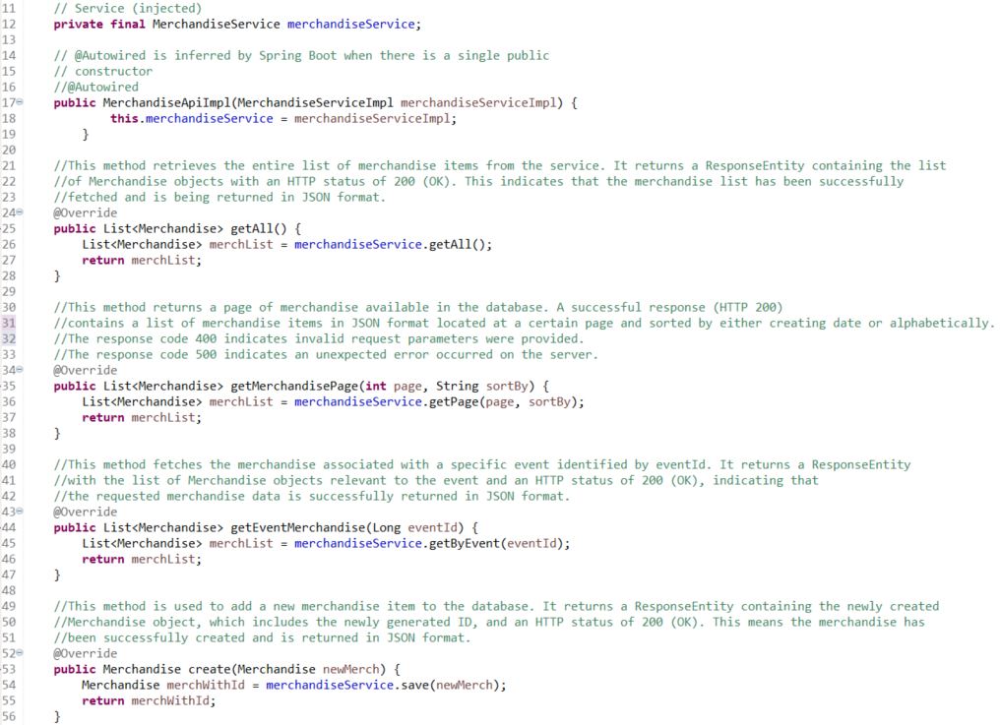 11 // Service (injected)
12 private final MerchandiseService merchandiseService;
13
14 // @Autowired is inferred by Spring Boot when there is a single public
15 // constructor
16 //@Autowired
17 public MerchandiseApiImpl(MerchandiseServiceImpl merchandiseServiceImpl) {
18 this.merchandiseService = merchandiseServiceImpl;
19 }
20
21 //This method retrieves the entire list of merchandise items from the service. It returns a ResponseEntity containing the list
22 //of Merchandise objects with an HTTP status of 200 (OK). This indicates that the merchandise list has been successfully
23 //fetched and is being returned in JSON format.
24 @Override
25 public List<Merchandise> getAll() {
26 List<Merchandise> merchList = merchandiseService.getAll();
27 return merchList;
28 }
29
30 //This method returns a page of merchandise available in the database. A successful response (HTTP 200)
31 //contains a list of merchandise items in JSON format located at a certain page and sorted by either creating date or alphabetically.
32 //The response code 400 indicates invalid request parameters were provided.
33 //The response code 500 indicates an unexpected error occurred on the server.
34 @Override
35 public List<Merchandise> getMerchandisePage(int page, String sortBy) {
36 List<Merchandise> merchList = merchandiseService.getPage(page, sortBy);
37 return merchList;
38 }
39
40 //This method fetches the merchandise associated with a specific event identified by eventId. It returns a ResponseEntity
41 //with the list of Merchandise objects relevant to the event and an HTTP status of 200 (OK), indicating that
42 //the requested merchandise data is successfully returned in JSON format.
43 @Override
44 public List<Merchandise> getEventMerchandise(Long eventId) {
45 List<Merchandise> merchList = merchandiseService.getByEvent(eventId);
46 return merchList;
47 }
48
49 //This method is used to add a new merchandise item to the database. It returns a ResponseEntity containing the newly created
50 //Merchandise object, which includes the newly generated ID, and an HTTP status of 200 (OK). This means the merchandise has
51 //been successfully created and is returned in JSON format.
52 @Override
53 public Merchandise create(Merchandise newMerch) {
54 Merchandise merchWithId = merchandiseService.save(newMerch);
55 return merchWithId;
56 }